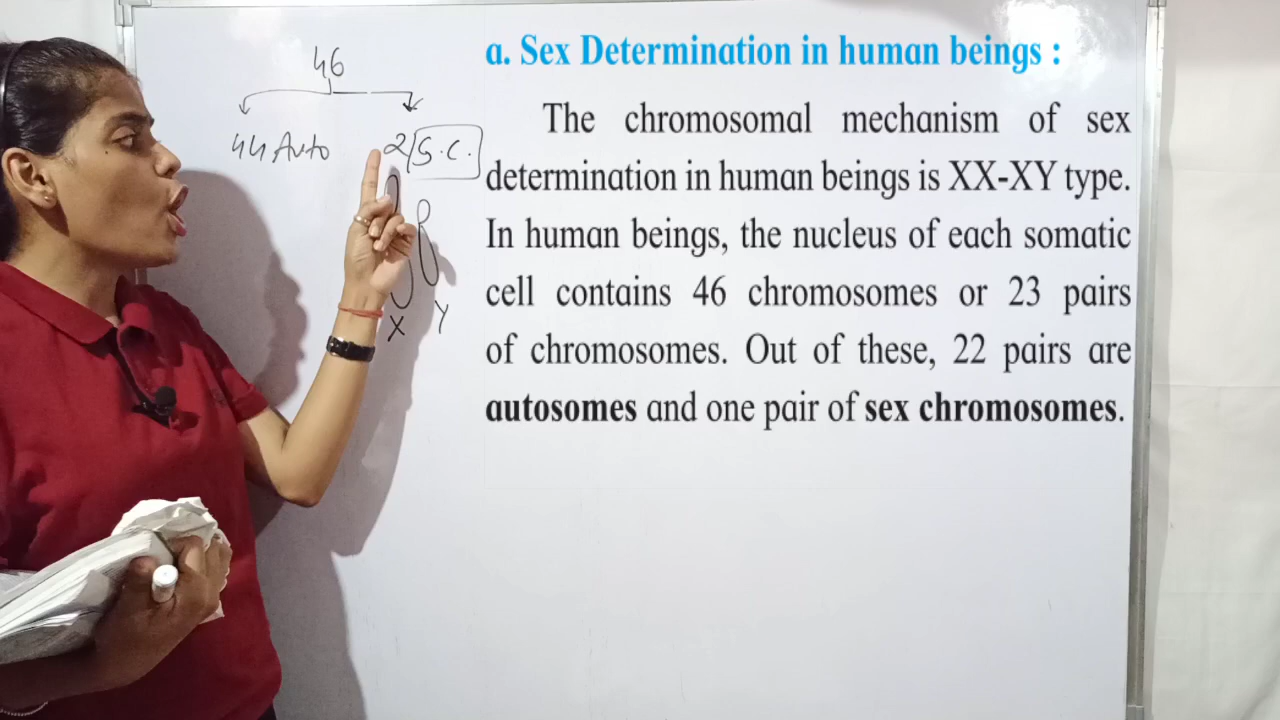 46
44 Auto 2 S.C.
X Y
a. Sex Determination in human beings :
The chromosomal mechanism of sex
determination in human beings is XX-XY type.
In human beings, the nucleus of each somatic
cell contains 46 chromosomes or 23 pairs
of chromosomes. Out of these, 22 pairs are
autosomes and one pair of sex chromosomes.